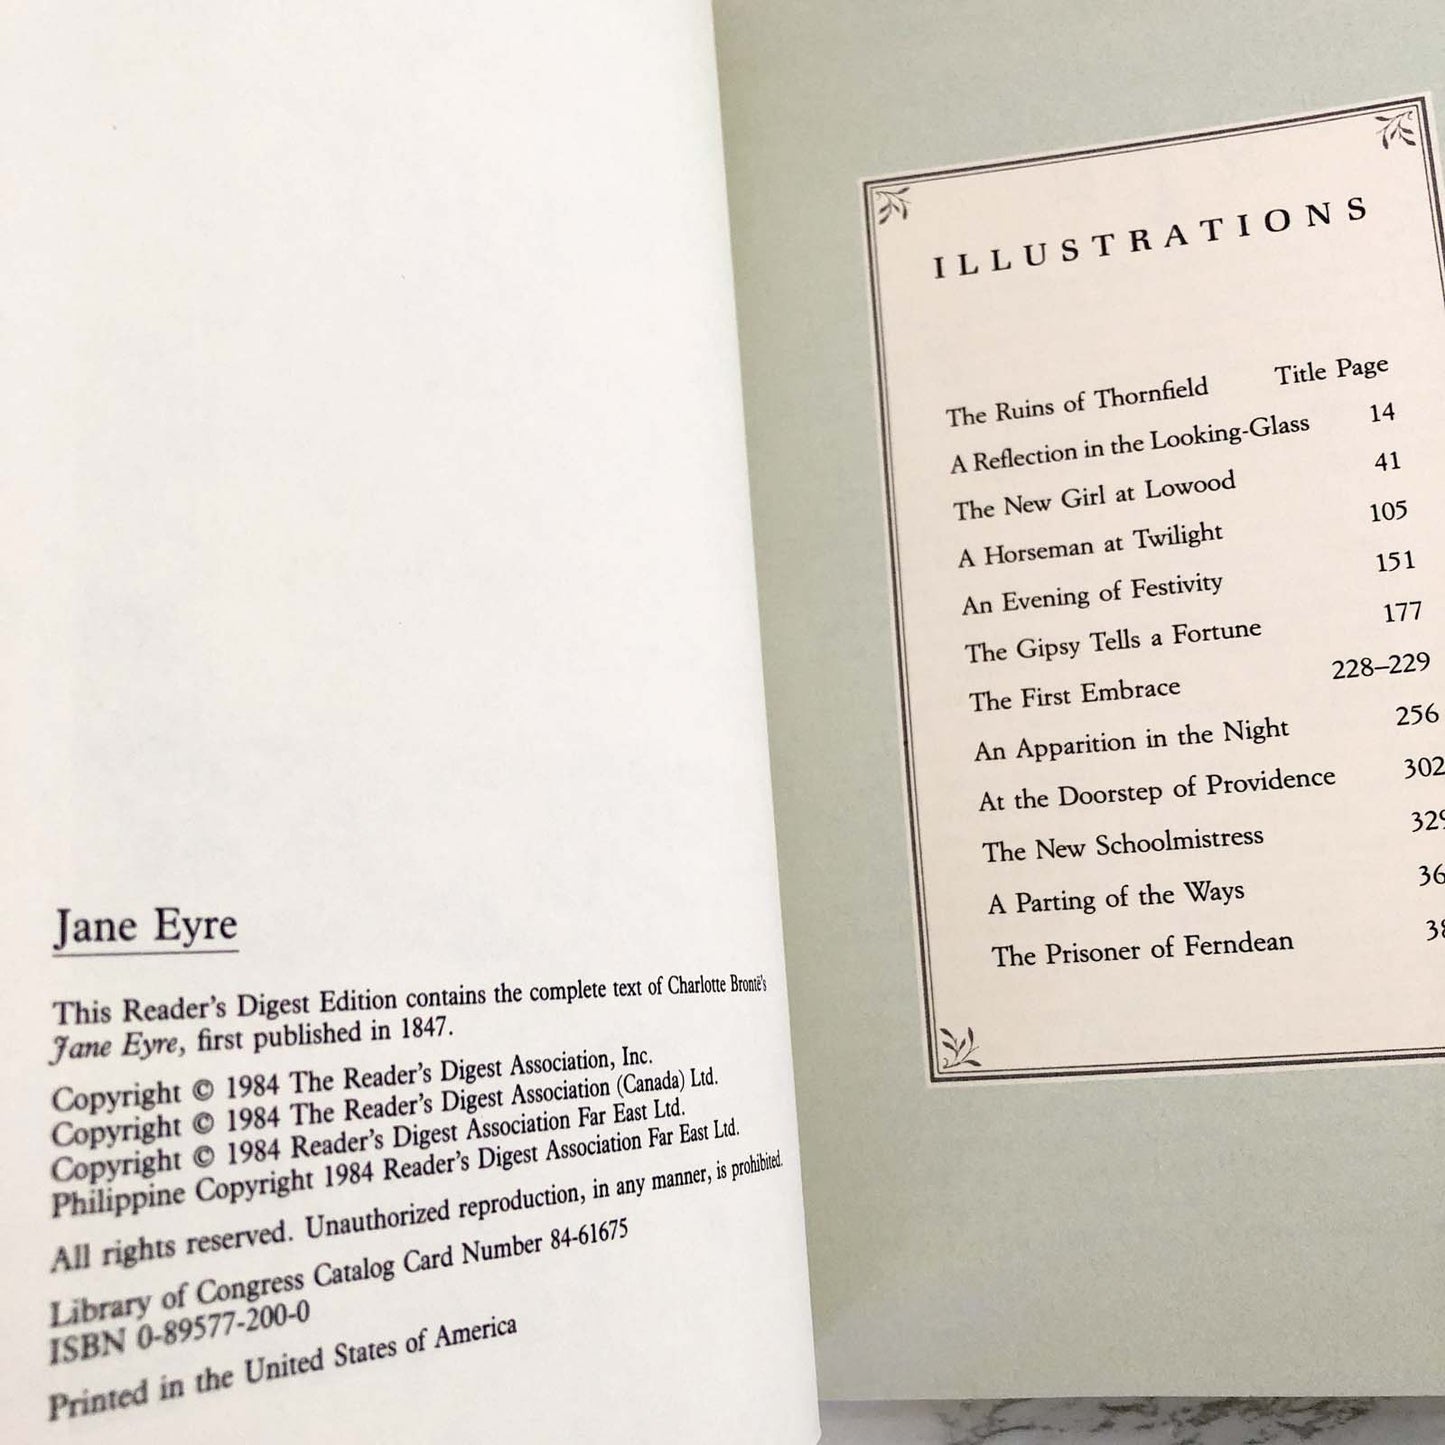 Jane Eyre
This Reader's Digest Edition contains the complete text of Charlotte Brontë's
Jane Eyre, first published in 1847.
Copyright © 1984 The Reader's Digest Association, Inc.
Copyright © 1984 The Reader's Digest Association (Canada) Ltd.
Copyright © 1984 Reader's Digest Association Far East Ltd.
Philippine Copyright 1984 Reader's Digest Association Far East Ltd.
All rights reserved. Unauthorized reproduction, in any manner, is prohibited.
Library of Congress Catalog Card Number 84-61675
ISBN 0-89577-200-0
Printed in the United States of America
ILLUSTRATIONS
The Ruins of Thornfield Title Page
A Reflection in the Looking-Glass 14
The New Girl at Lowood 41
A Horseman at Twilight 105
An Evening of Festivity 151
The Gipsy Tells a Fortune 177
The First Embrace 228–229
An Apparition in the Night 256
At the Doorstep of Providence 302
The New Schoolmistress
A Parting of the Ways
The Prisoner of Ferndean